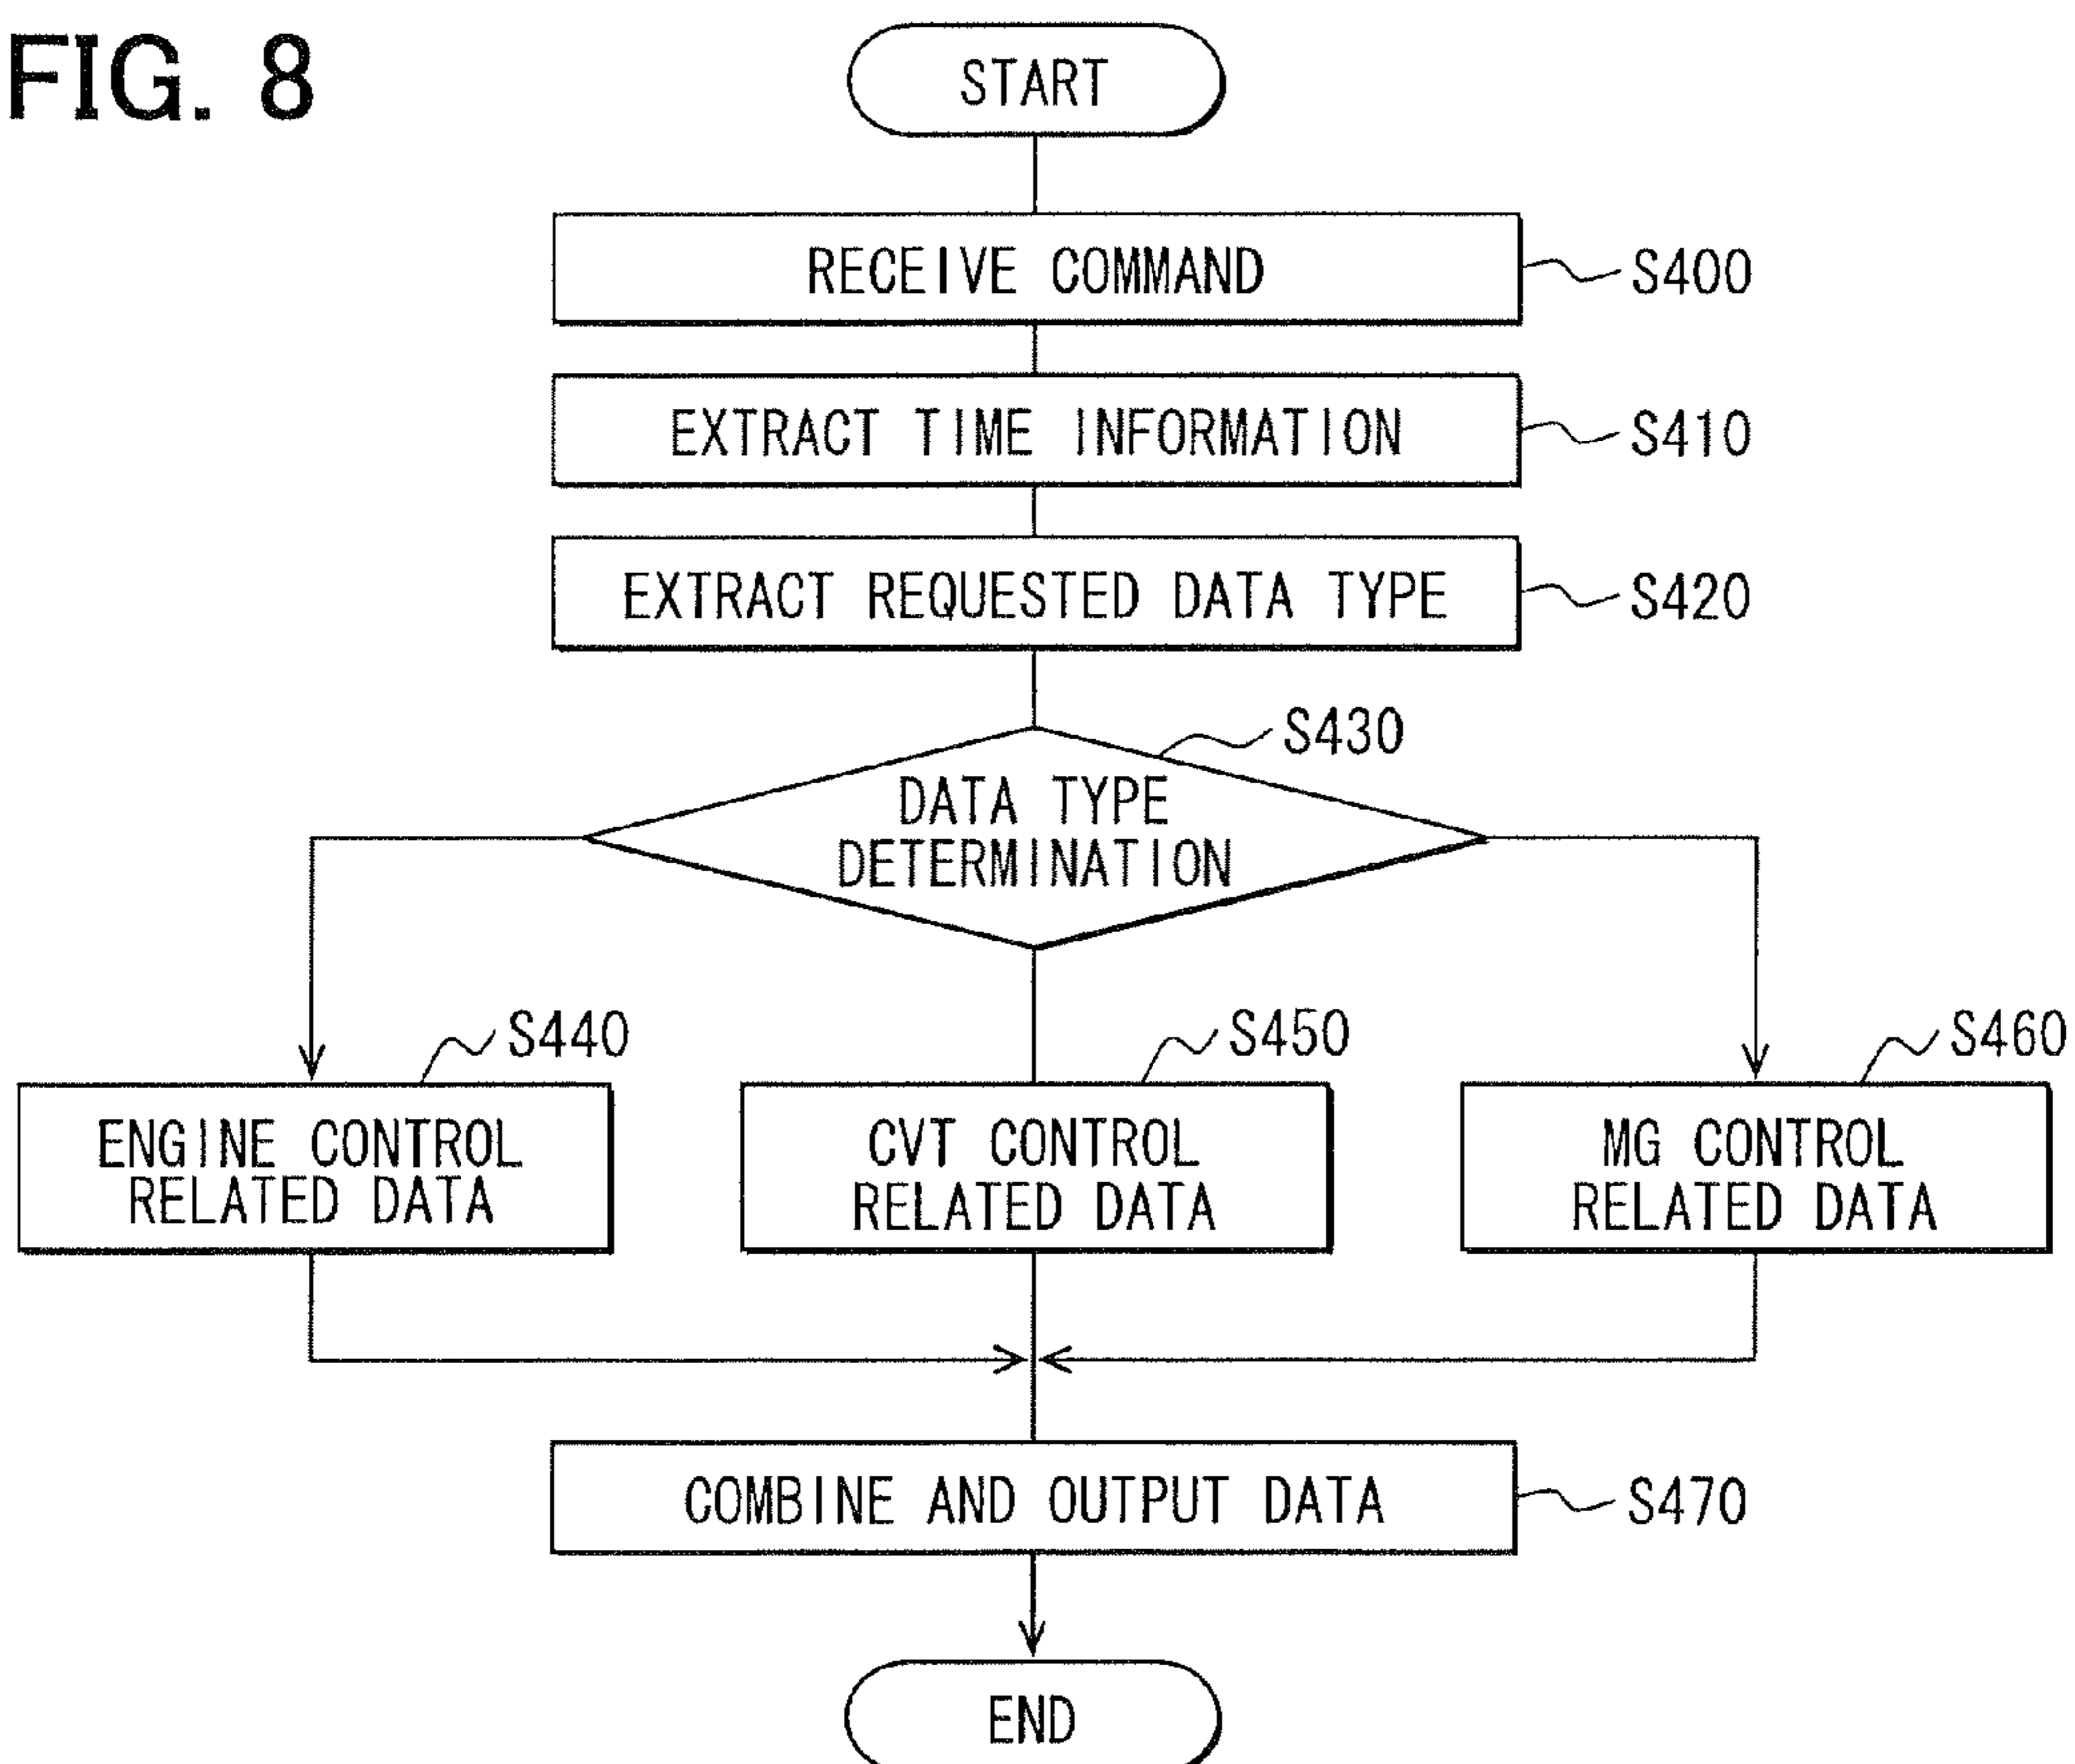 FIG. 8
START
RECEIVE COMMAND
S400
EXTRACT TIME INFORMATION
S410
EXTRACT REQUESTED DATA TYPE
S420
S430
DATA TYPE
DETERMINATION
S440
ENGINE CONTROL
RELATED DATA
S450
CVT CONTROL
RELATED DATA
S460
MG CONTROL
RELATED DATA
COMBINE AND OUTPUT DATA
S470
END